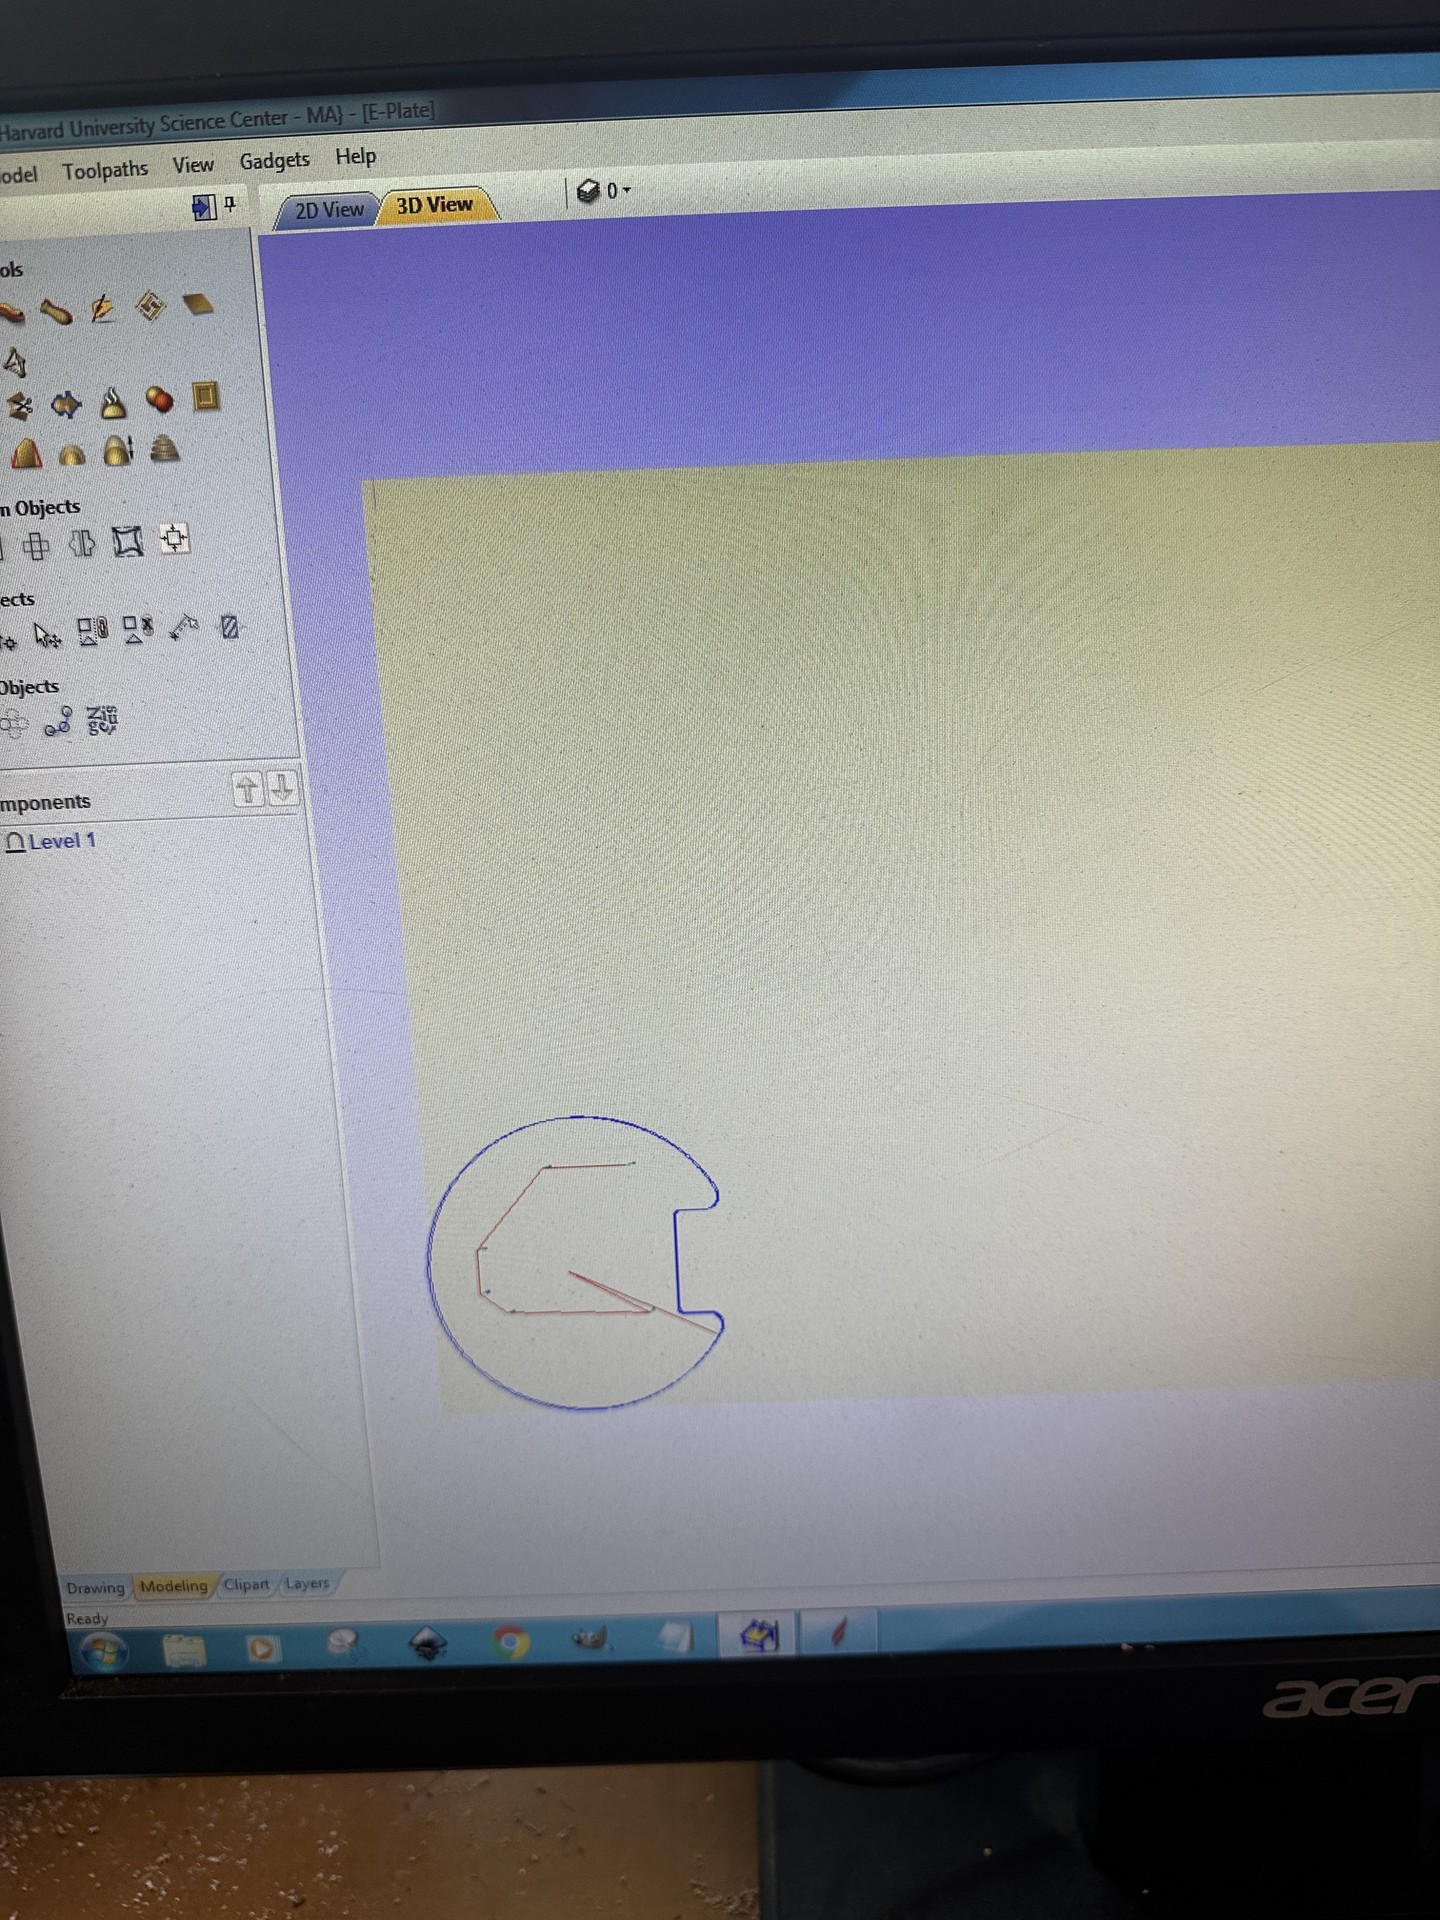 Harvard University Science Center - MA} - [E-Plate]
odel Toolpaths View Gadgets Help
2D View 3D View 0
ols
n Objects
ects
Objects
mponents
Level 1
Drawing Modeling Clipart Layers
Ready
acer